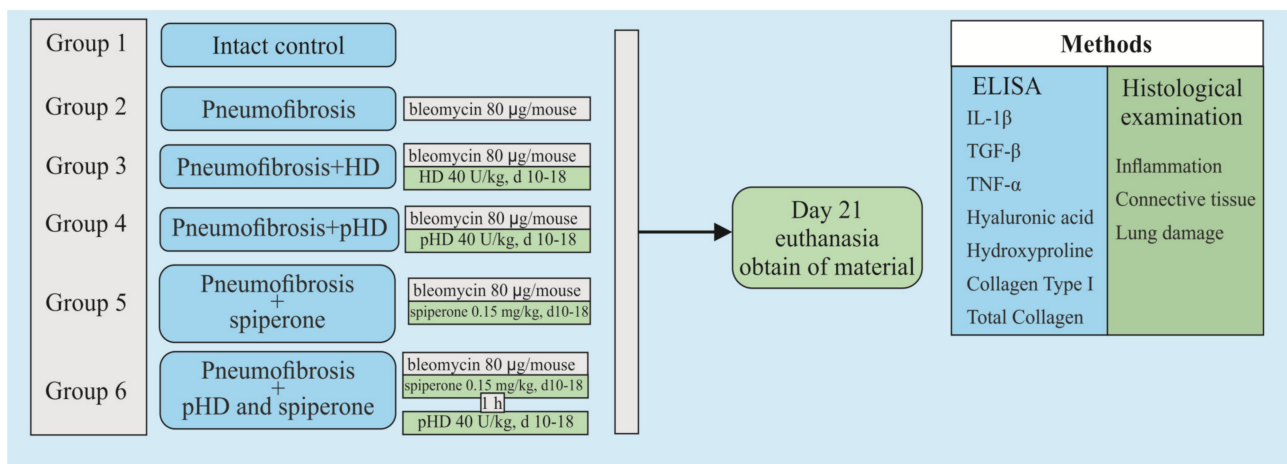 Group 1
Intact control
Group 2
Pneumofibrosis
bleomycin 80 μg/mouse
Group 3
Pneumofibrosis+HD
bleomycin 80 μg/mouse
HD 40 U/kg, d 10-18
Group 4
Pneumofibrosis+pHD
bleomycin 80 μg/mouse
pHD 40 U/kg, d 10-18
Group 5
Pneumofibrosis
+
spiperone
bleomycin 80 μg/mouse
spiperone 0.15 mg/kg, d10-18
Group 6
Pneumofibrosis
+
pHD and spiperone
bleomycin 80 μg/mouse
spiperone 0.15 mg/kg, d10-18
1 h
pHD 40 U/kg, d 10-18
Day 21
euthanasia
obtain of material
Methods
ELISA
IL-1β
TGF-β
TNF-α
Hyaluronic acid
Hydroxyproline
Collagen Type I
Total Collagen
Histological
examination
Inflammation
Connective tissue
Lung damage